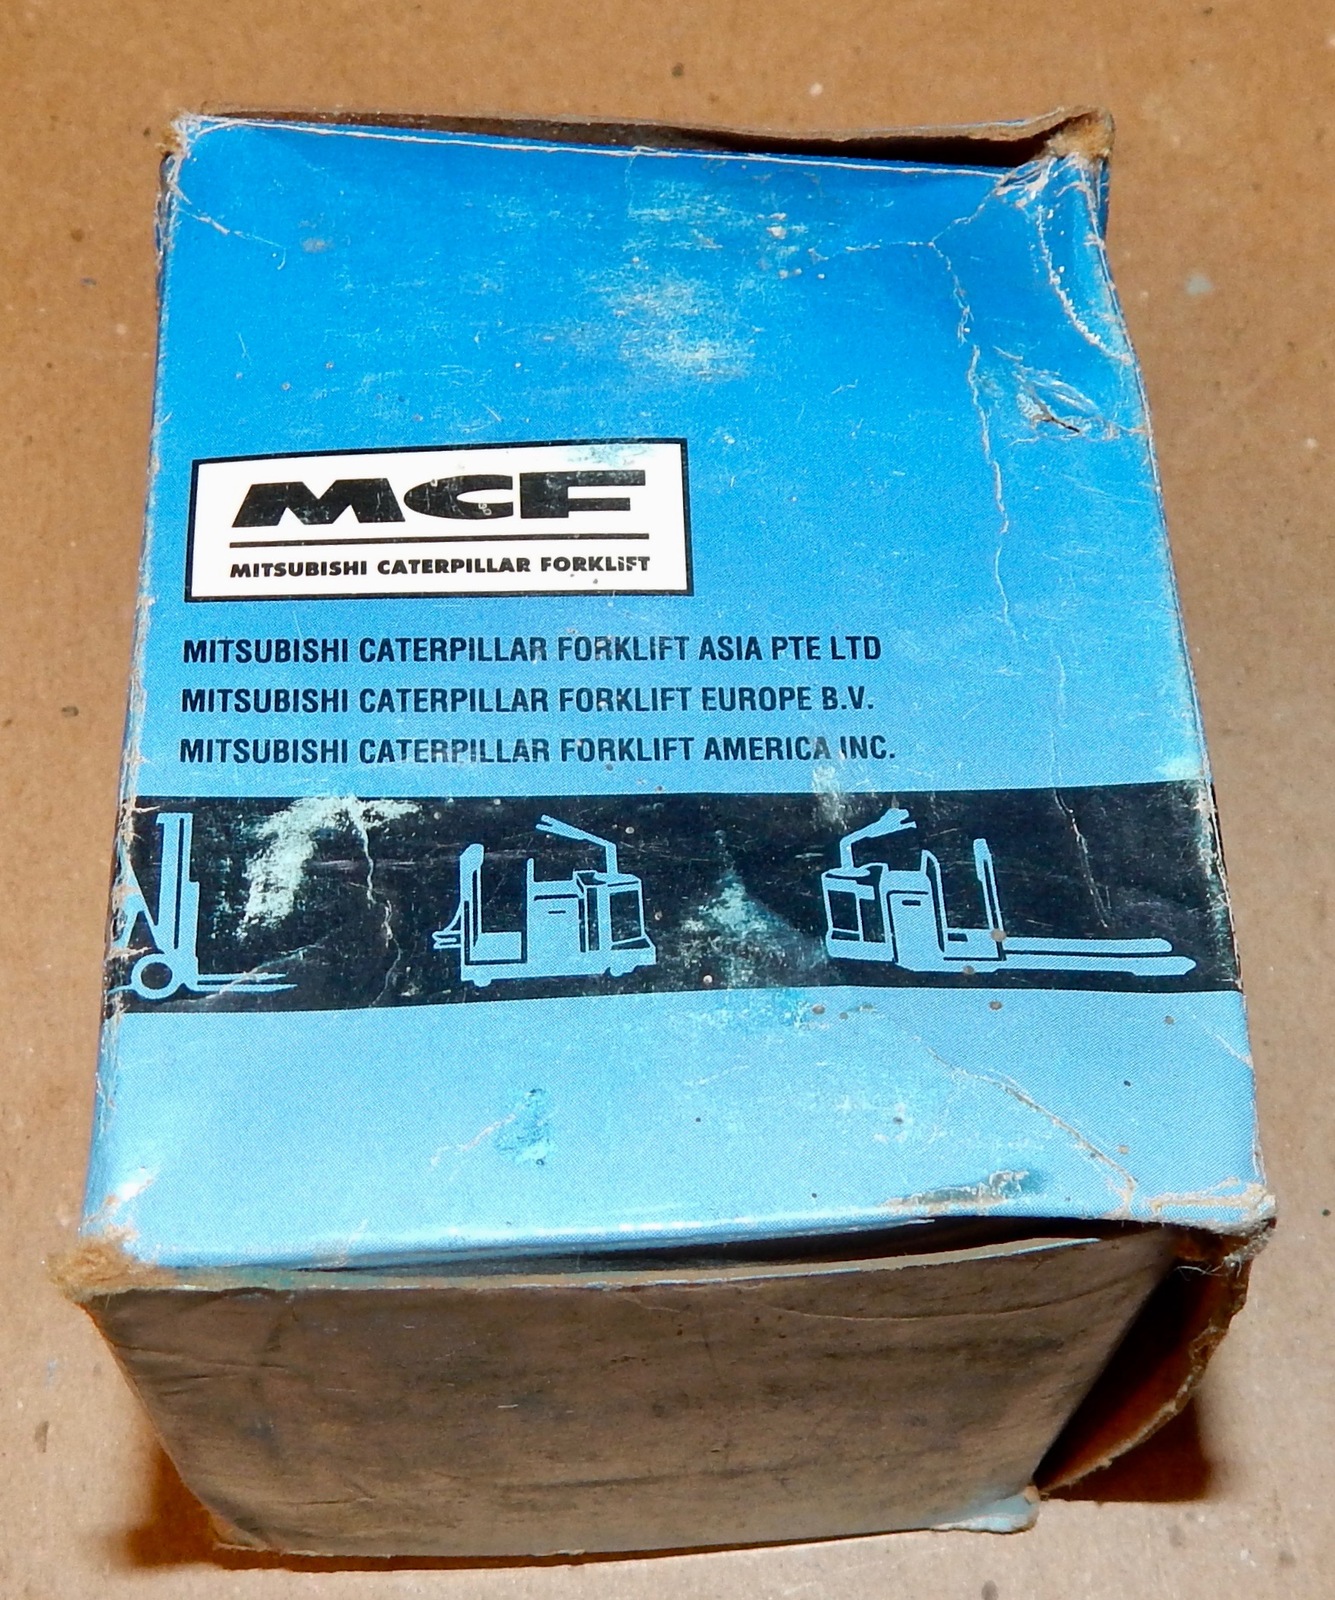 MCF
MITSUBISHI CATERPILLAR FORKLIFT
MITSUBISHI CATERPILLAR FORKLIFT ASIA PTE LTD
MITSUBISHI CATERPILLAR FORKLIFT EUROPE B.V.
MITSUBISHI CATERPILLAR FORKLIFT AMERICA INC.